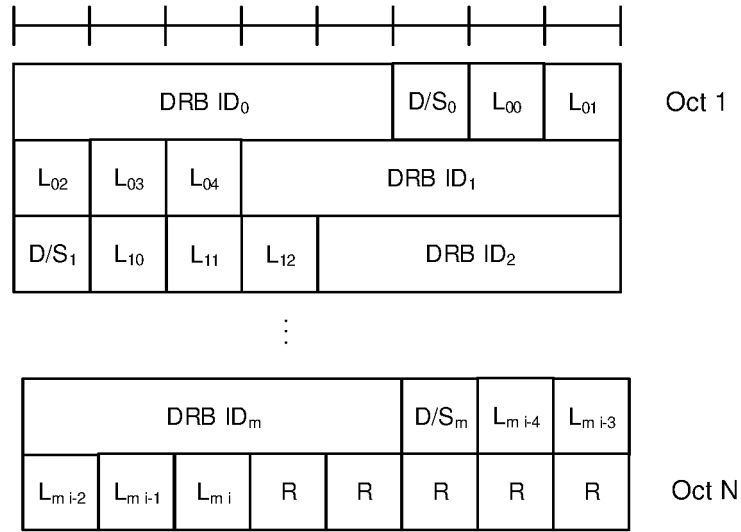 DRB ID₀ D/S₀ L₀₀ L₀₁ Oct 1
L₀₂ L₀₃ L₀₄ DRB ID₁
D/S₁ L₁₀ L₁₁ L₁₂ DRB ID₂
⋮
DRB IDₘ D/Sₘ Lₘ ᵢ₋₄ Lₘ ᵢ₋₃
Lₘ ᵢ₋₂ Lₘ ᵢ₋₁ Lₘ ᵢ R R R R R Oct N